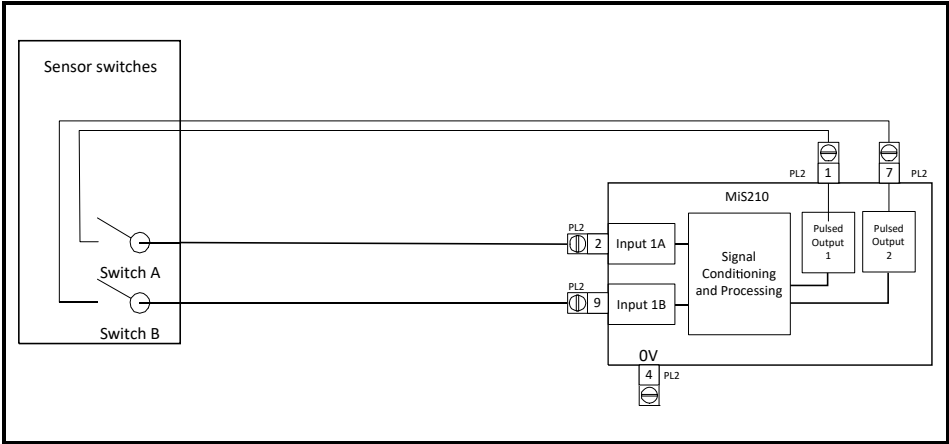 Sensor switches
PL2
1
7
PL2
MiS210
Pulsed
Output
1
Pulsed
Output
2
PL2
2
Input 1A
Signal
Conditioning
and Processing
Switch A
PL2
9
Input 1B
Switch B
0V
4
PL2